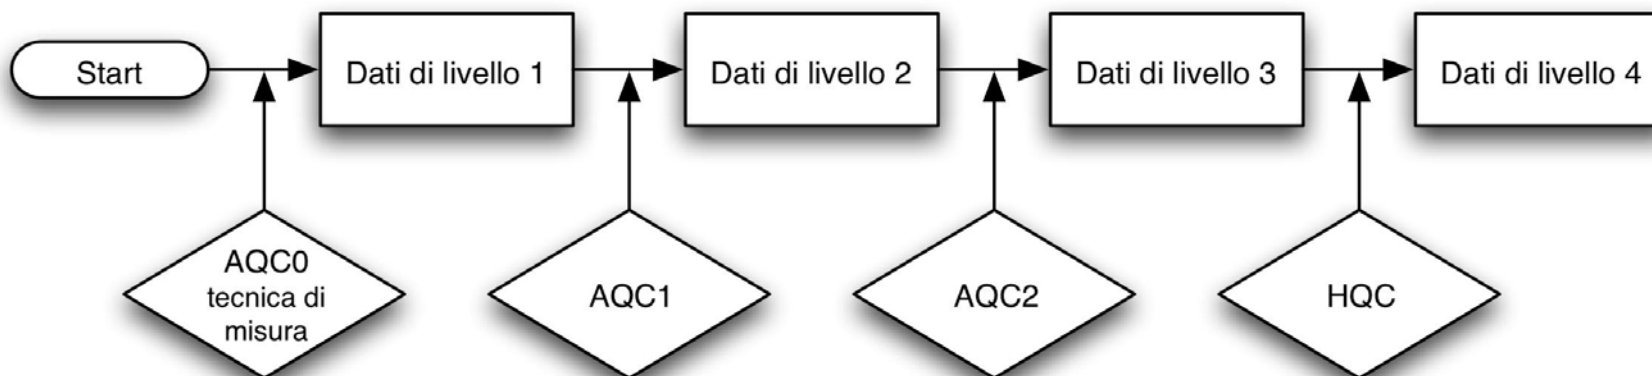 Start
Dati di livello 1
Dati di livello 2
Dati di livello 3
Dati di livello 4
AQC0
tecnica di
misura
AQC1
AQC2
HQC